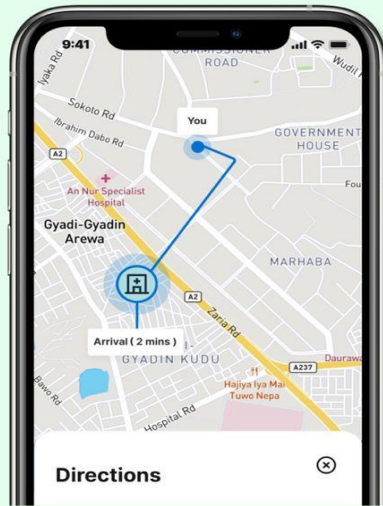 9:41
COMMISSIONER
ROAD
Iyaka Rd
Wudil
Sokoto Rd
You
Ibrahim Dabo Rd
GOVERNMENT
HOUSE
A2
An Nur Specialist
Hospital
Fou
Gyadi-Gyadin
Arewa
MARHABA
A2
Zaria Rd
Arrival ( 2 mins )
GYADIN KUDU
Daurawa
A237
Bawo Rd
Hajiya Iya Mai
Tuwo Nepa
Hospital Rd
Directions